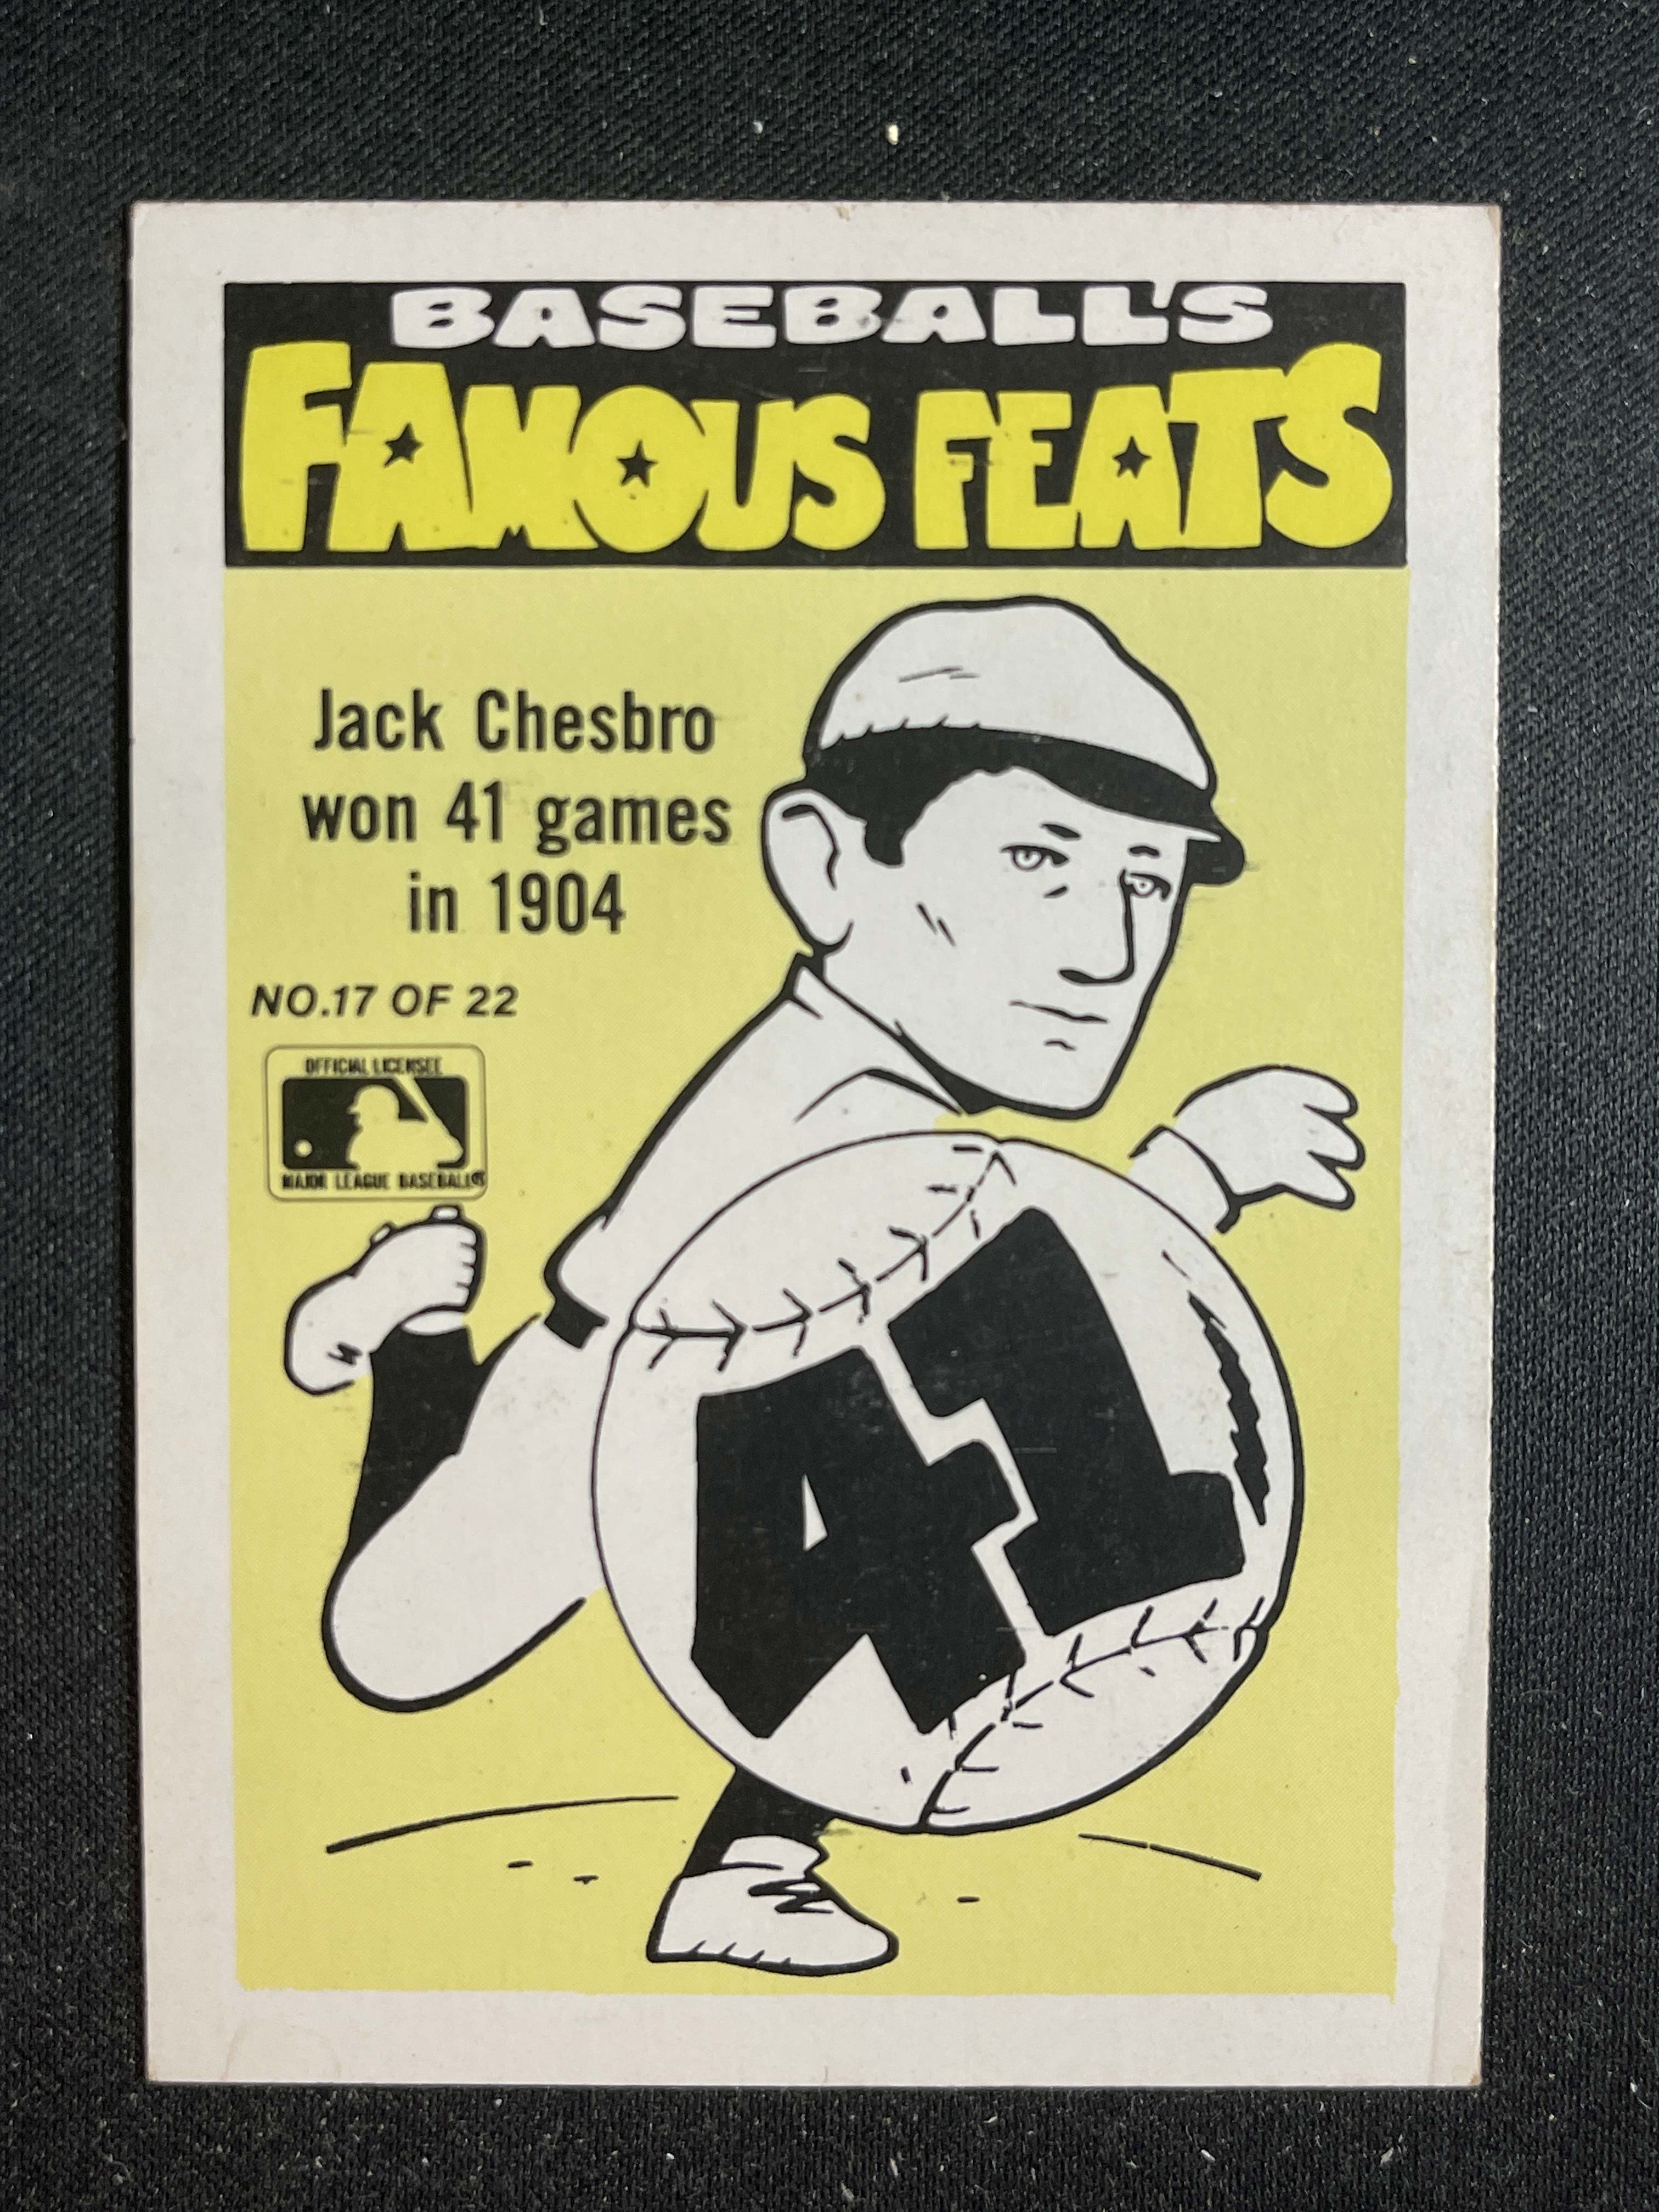 BASEBALL'S
FAMOUS FEATS
Jack Chesbro
won 41 games
in 1904
NO.17 OF 22
OFFICIAL LICENSEE
MAJOR LEAGUE BASEBALL®
41